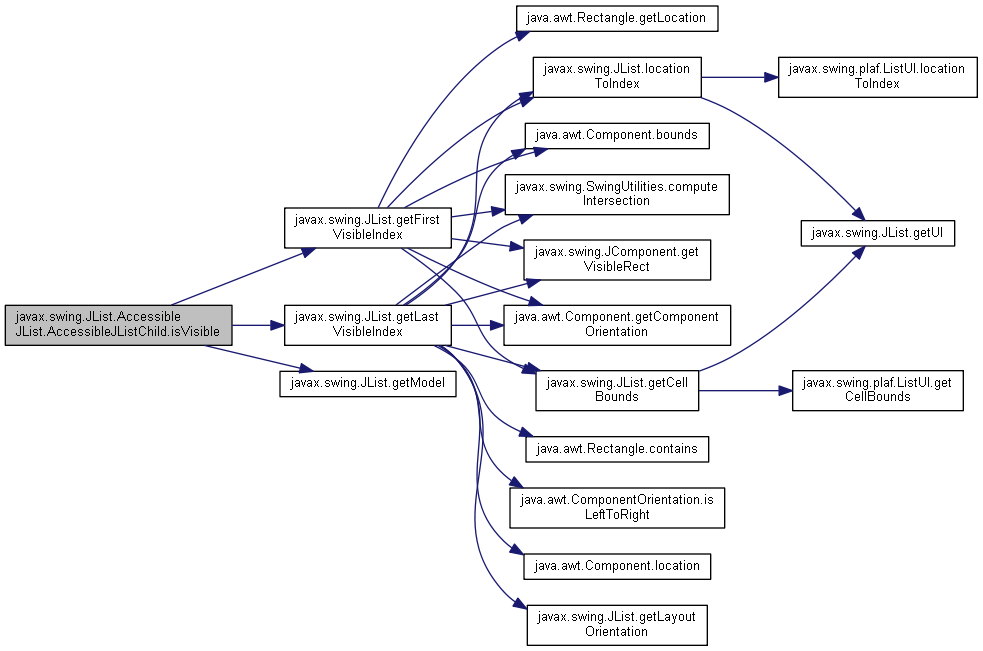 java.awt.Rectangle.getLocation
javax.swing.JList.location
ToIndex
javax.swing.plaf.ListUI.location
ToIndex
java.awt.Component.bounds
javax.swing.SwingUtilities.compute
Intersection
javax.swing.JList.getFirst
VisibleIndex
javax.swing.JList.getUI
javax.swing.JComponent.get
VisibleRect
javax.swing.JList.Accessible
JList.AccessibleJListChild.isVisible
javax.swing.JList.getLast
VisibleIndex
java.awt.Component.getComponent
Orientation
javax.swing.JList.getModel
javax.swing.JList.getCell
Bounds
javax.swing.plaf.ListUI.get
CellBounds
java.awt.Rectangle.contains
java.awt.ComponentOrientation.is
LeftToRight
java.awt.Component.location
javax.swing.JList.getLayout
Orientation